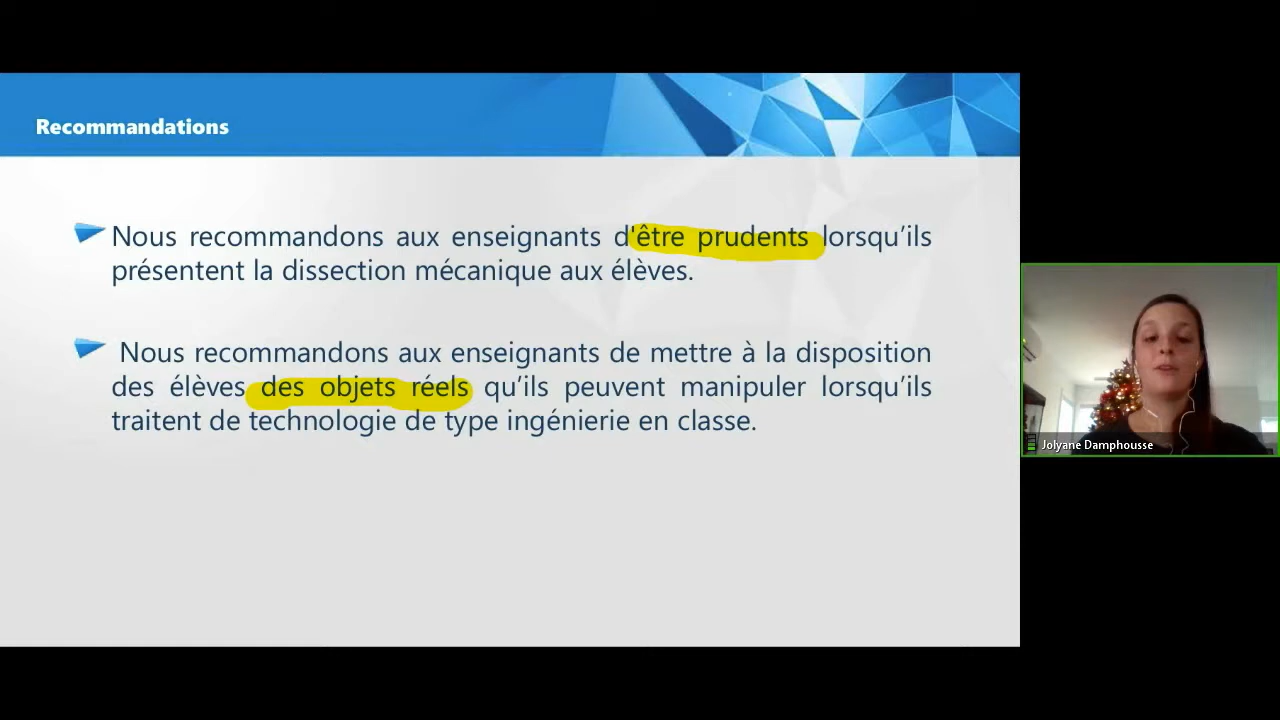 Recommandations
Nous recommandons aux enseignants d'être prudents lorsqu’ils
présentent la dissection mécanique aux élèves.
Nous recommandons aux enseignants de mettre à la disposition
des élèves des objets réels qu’ils peuvent manipuler lorsqu’ils
traitent de technologie de type ingénierie en classe.
Jolyane Damphousse